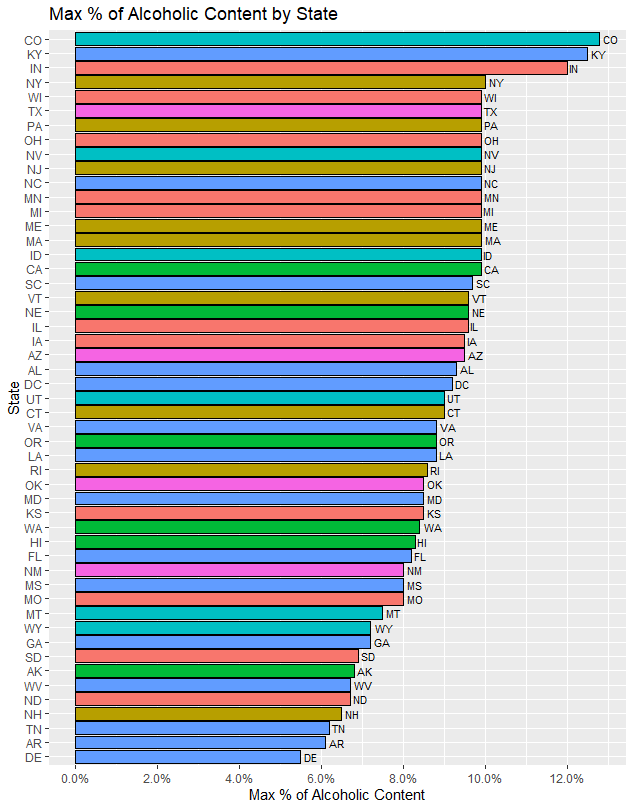 Max % of Alcoholic Content by State
CO CO
KY KY
IN IN
NY NY
WI WI
TX TX
PA PA
OH OH
NV NV
NJ NJ
NC NC
MN MN
MI MI
ME ME
MA MA
ID ID
CA CA
SC SC
VT VT
NE NE
IL IL
IA IA
AZ AZ
AL AL
DC DC
UT UT
CT CT
VA VA
OR OR
LA LA
RI RI
OK OK
MD MD
KS KS
WA WA
HI HI
FL FL
NM NM
MS MS
MO MO
MT MT
WY WY
GA GA
SD SD
AK AK
WV WV
ND ND
NH NH
TN TN
AR AR
DE DE
State
0.0% 2.0% 4.0% 6.0% 8.0% 10.0% 12.0%
Max % of Alcoholic Content